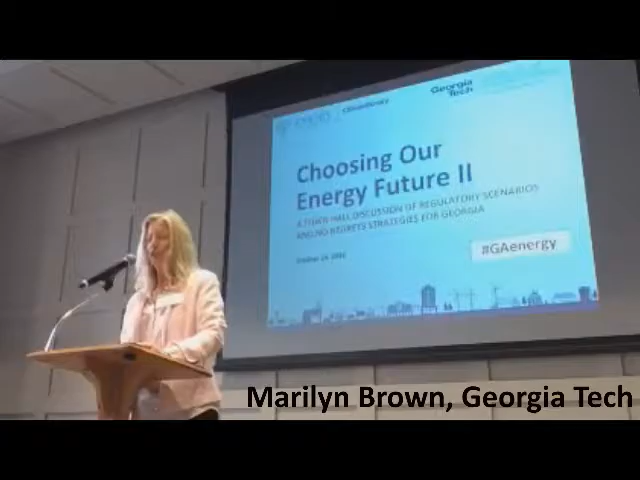 Georgia
Tech
Choosing Our
Energy Future II
A TOWN HALL DISCUSSION OF REGULATORY SCENARIOS
AND NO REGRETS STRATEGIES FOR GEORGIA
#GAenergy
Marilyn Brown, Georgia Tech